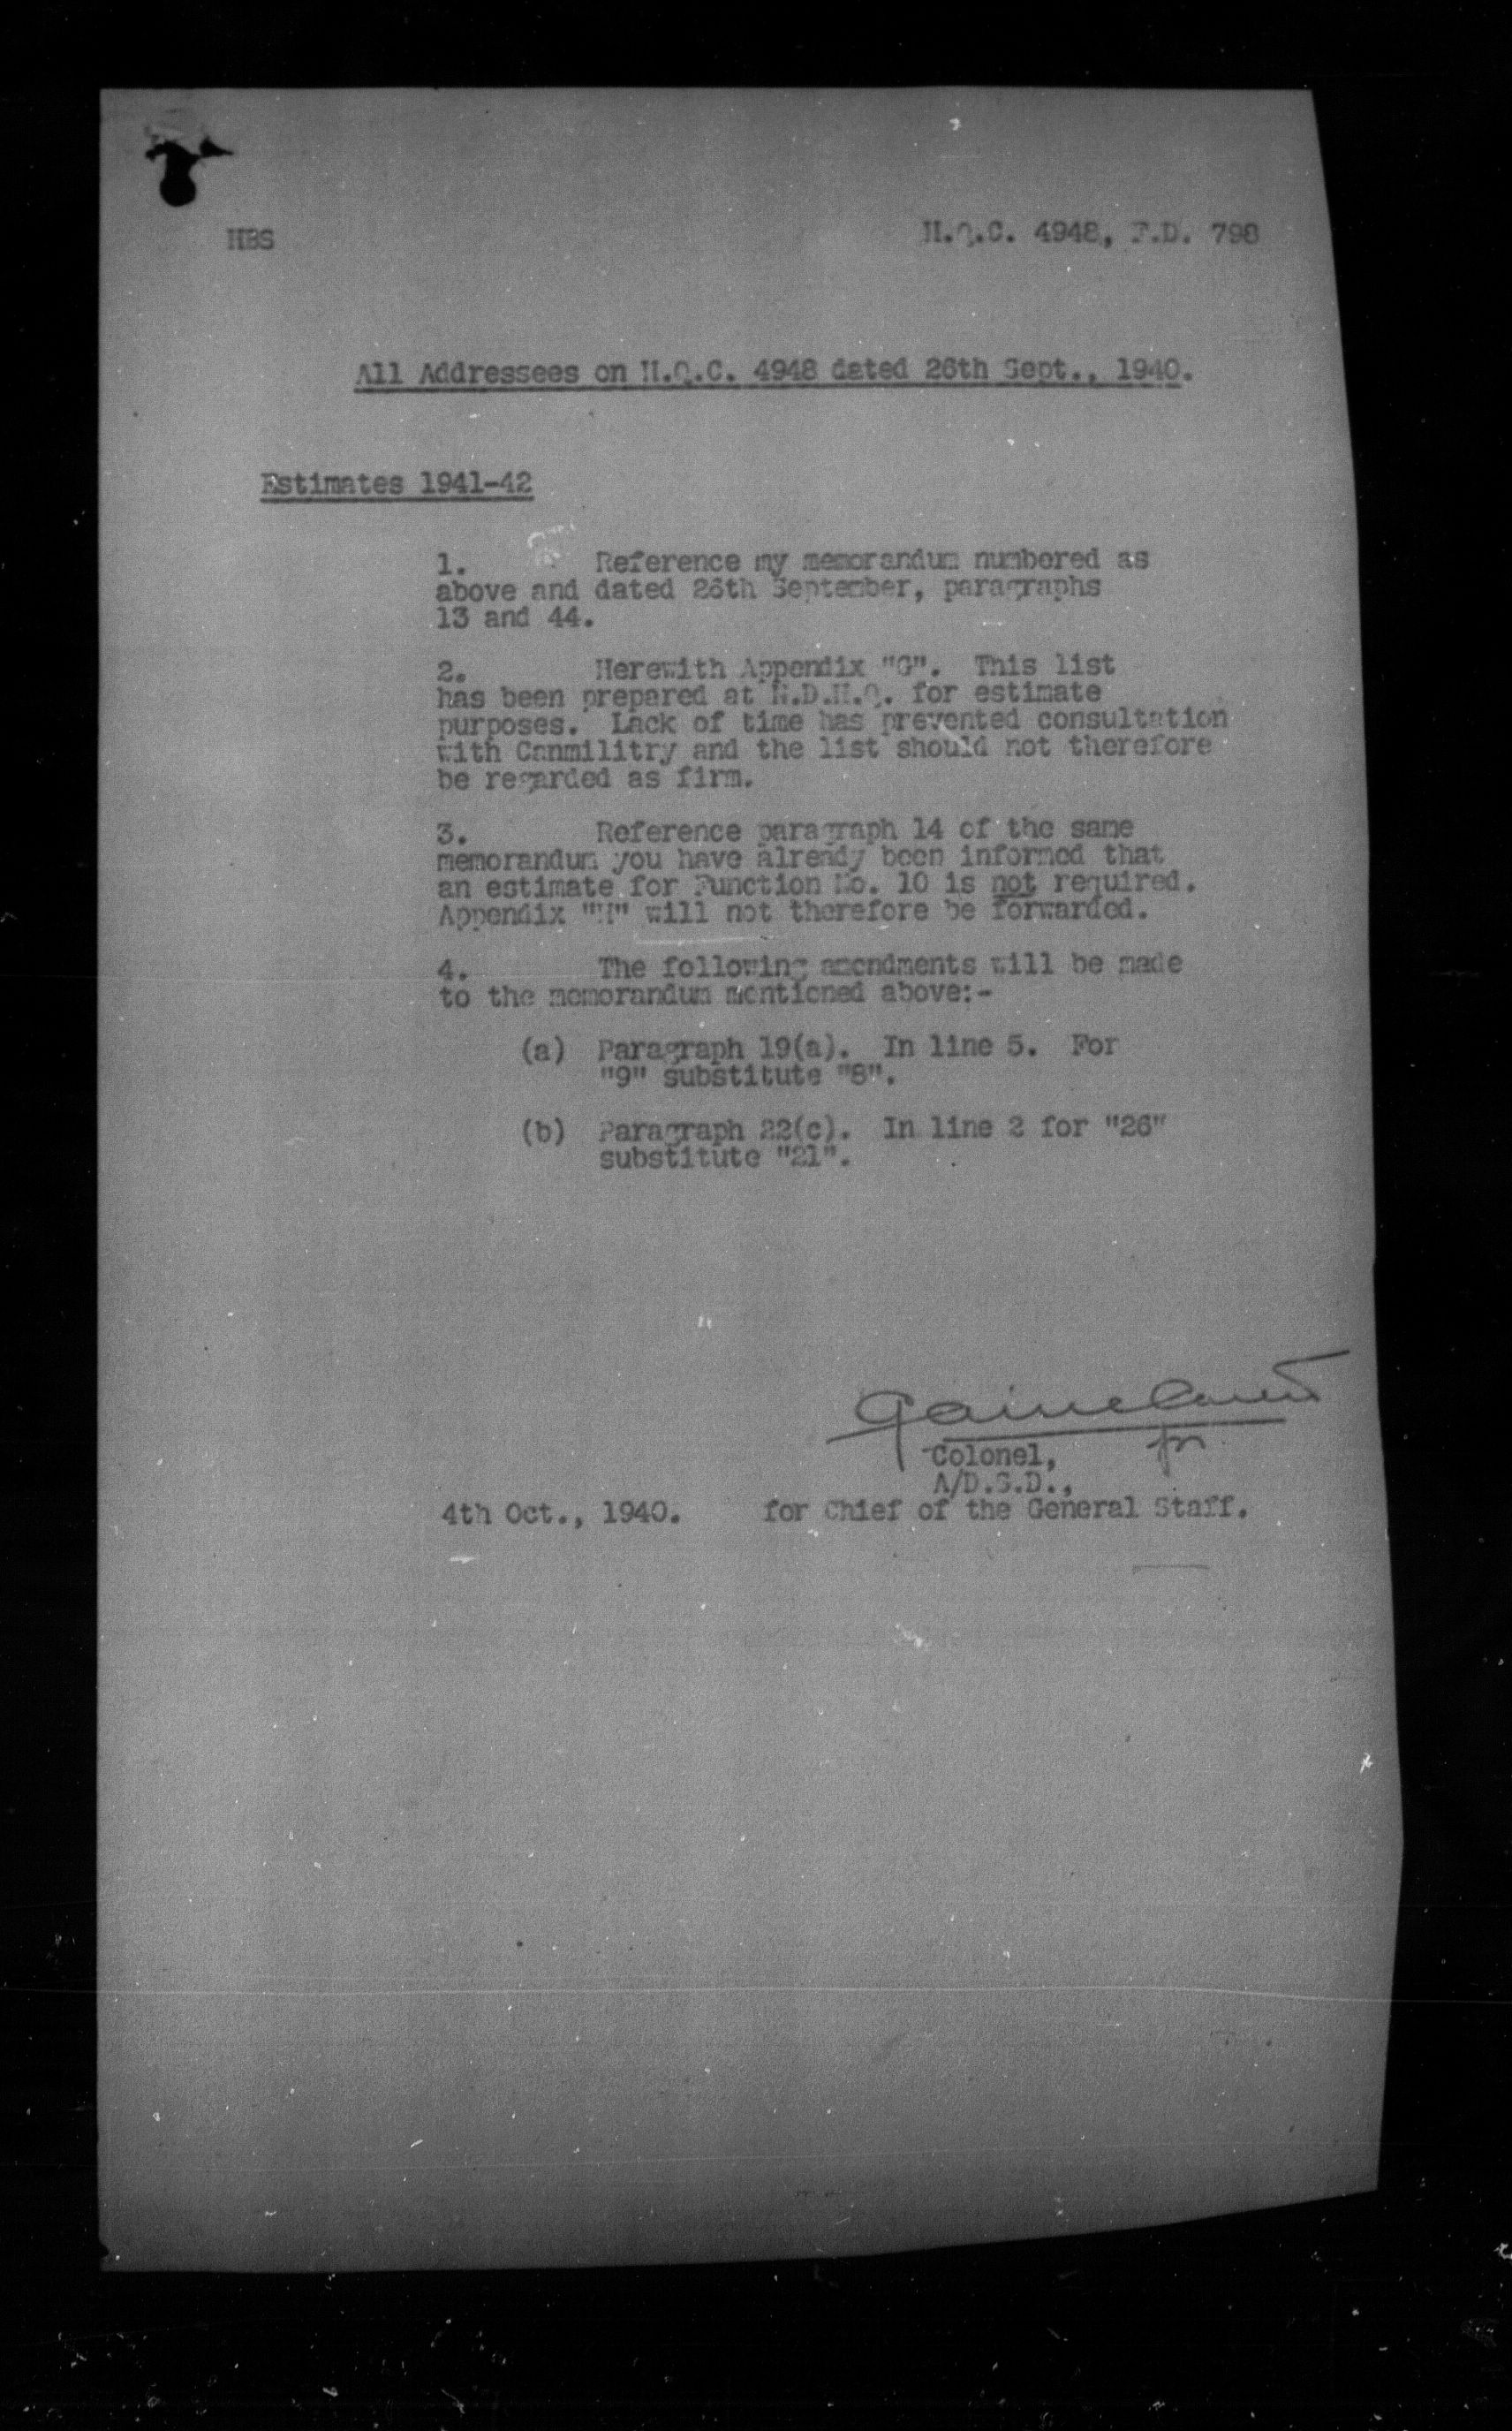 HBS
H.Q.C. 4948, F.D. 798
All Addressees on H.Q.C. 4948 dated 26th Sept., 1940.
Estimates 1941-42
1. Reference my memorandum numbered as
above and dated 26th September, paragraphs
13 and 44.
2. Herewith Appendix "G". This list
has been prepared at N.D.H.Q. for estimate
purposes. Lack of time has prevented consultation
with Canmilitry and the list should not therefore
be regarded as firm.
3. Reference paragraph 14 of the same
memorandum you have already been informed that
an estimate for Function No. 10 is not required.
Appendix "H" will not therefore be forwarded.
4. The following amendments will be made
to the memorandum mentioned above:-
(a) Paragraph 19(a). In line 5. For
"9" substitute "8".
(b) Paragraph 22(c). In line 2 for "26"
substitute "21".
for
Colonel,
A/D.S.D.,
4th Oct., 1940. for Chief of the General Staff.